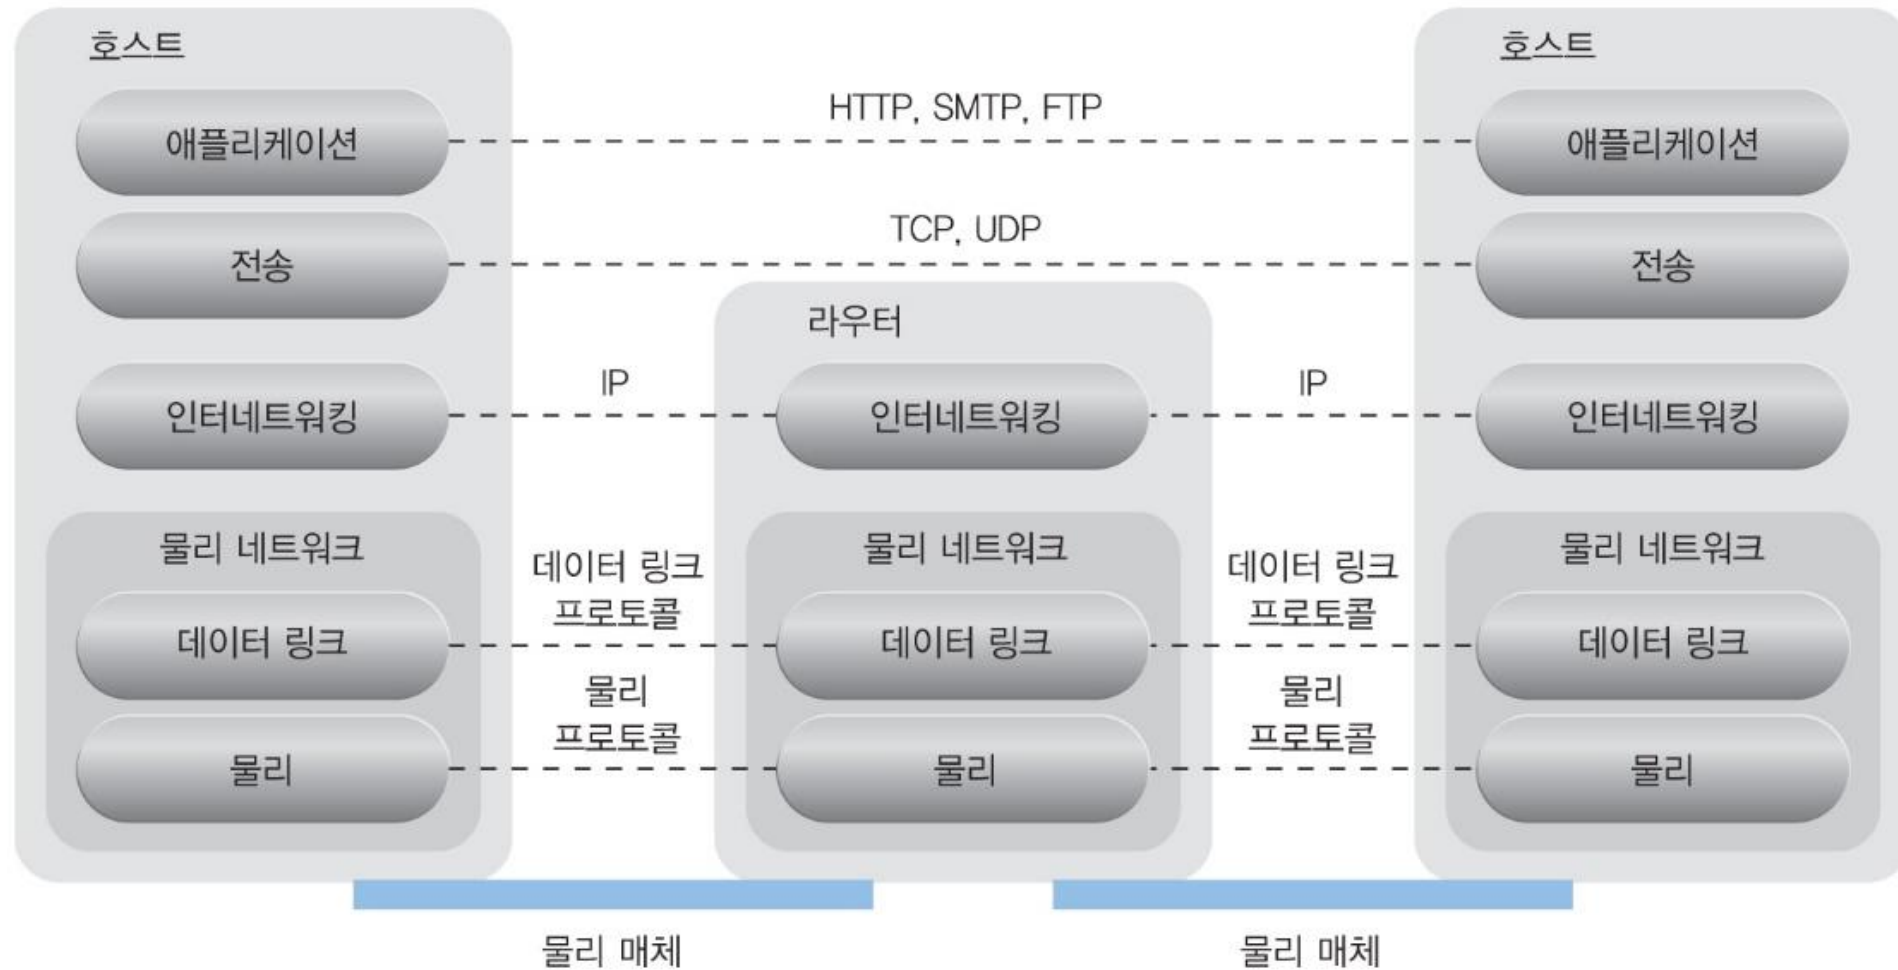 호스트
호스트
HTTP, SMTP, FTP
애플리케이션
애플리케이션
TCP, UDP
전송
전송
라우터
IP
IP
인터네트워킹
인터네트워킹
인터네트워킹
물리 네트워크
물리 네트워크
물리 네트워크
데이터 링크
프로토콜
데이터 링크
프로토콜
데이터 링크
데이터 링크
데이터 링크
물리
프로토콜
물리
프로토콜
물리
물리
물리
물리 매체
물리 매체